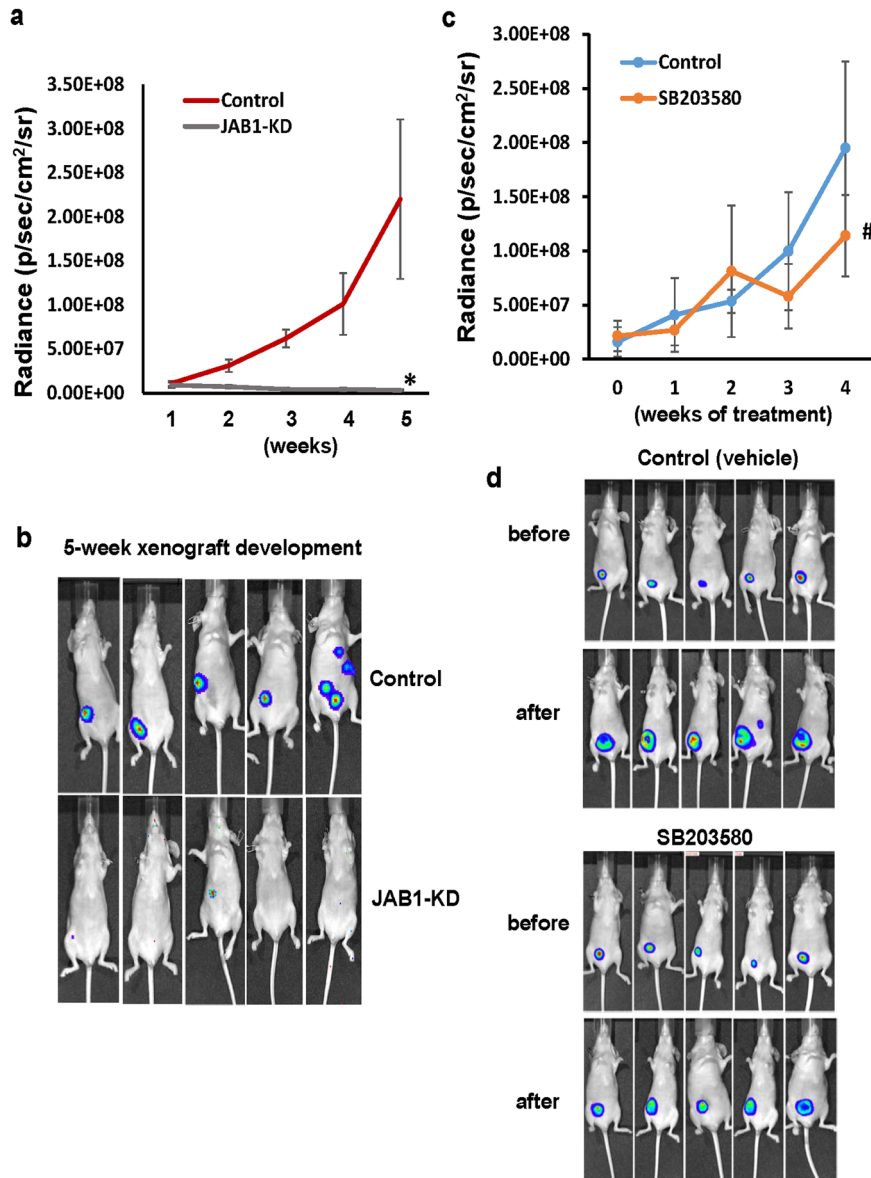 a
Radiance (p/sec/cm²/sr)
3.50E+08
3.00E+08
2.50E+08
2.00E+08
1.50E+08
1.00E+08
5.00E+07
0.00E+00
Control
JAB1-KD
*
1 2 3 4 5
(weeks)
c
Radiance (p/sec/cm²/sr)
3.00E+08
2.50E+08
2.00E+08
1.50E+08
1.00E+08
5.00E+07
0.00E+00
Control
SB203580
#
0 1 2 3 4
(weeks of treatment)
b
5-week xenograft development
Control
JAB1-KD
d
Control (vehicle)
before
after
SB203580
before
after